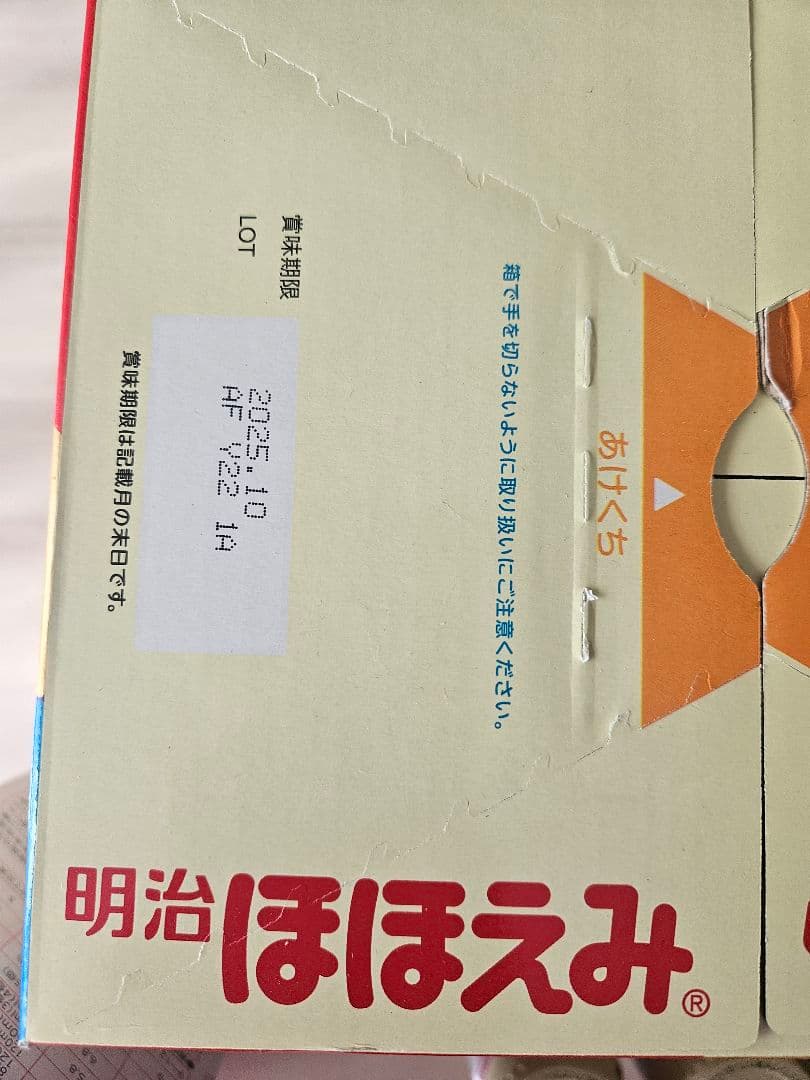 賞味期限
LOT
2025.10
AF Y22 1A
賞味期限は記載月の末日です。
箱で手を切らないように取り扱いにご注意ください。
あけくち
明治ほほえみ®